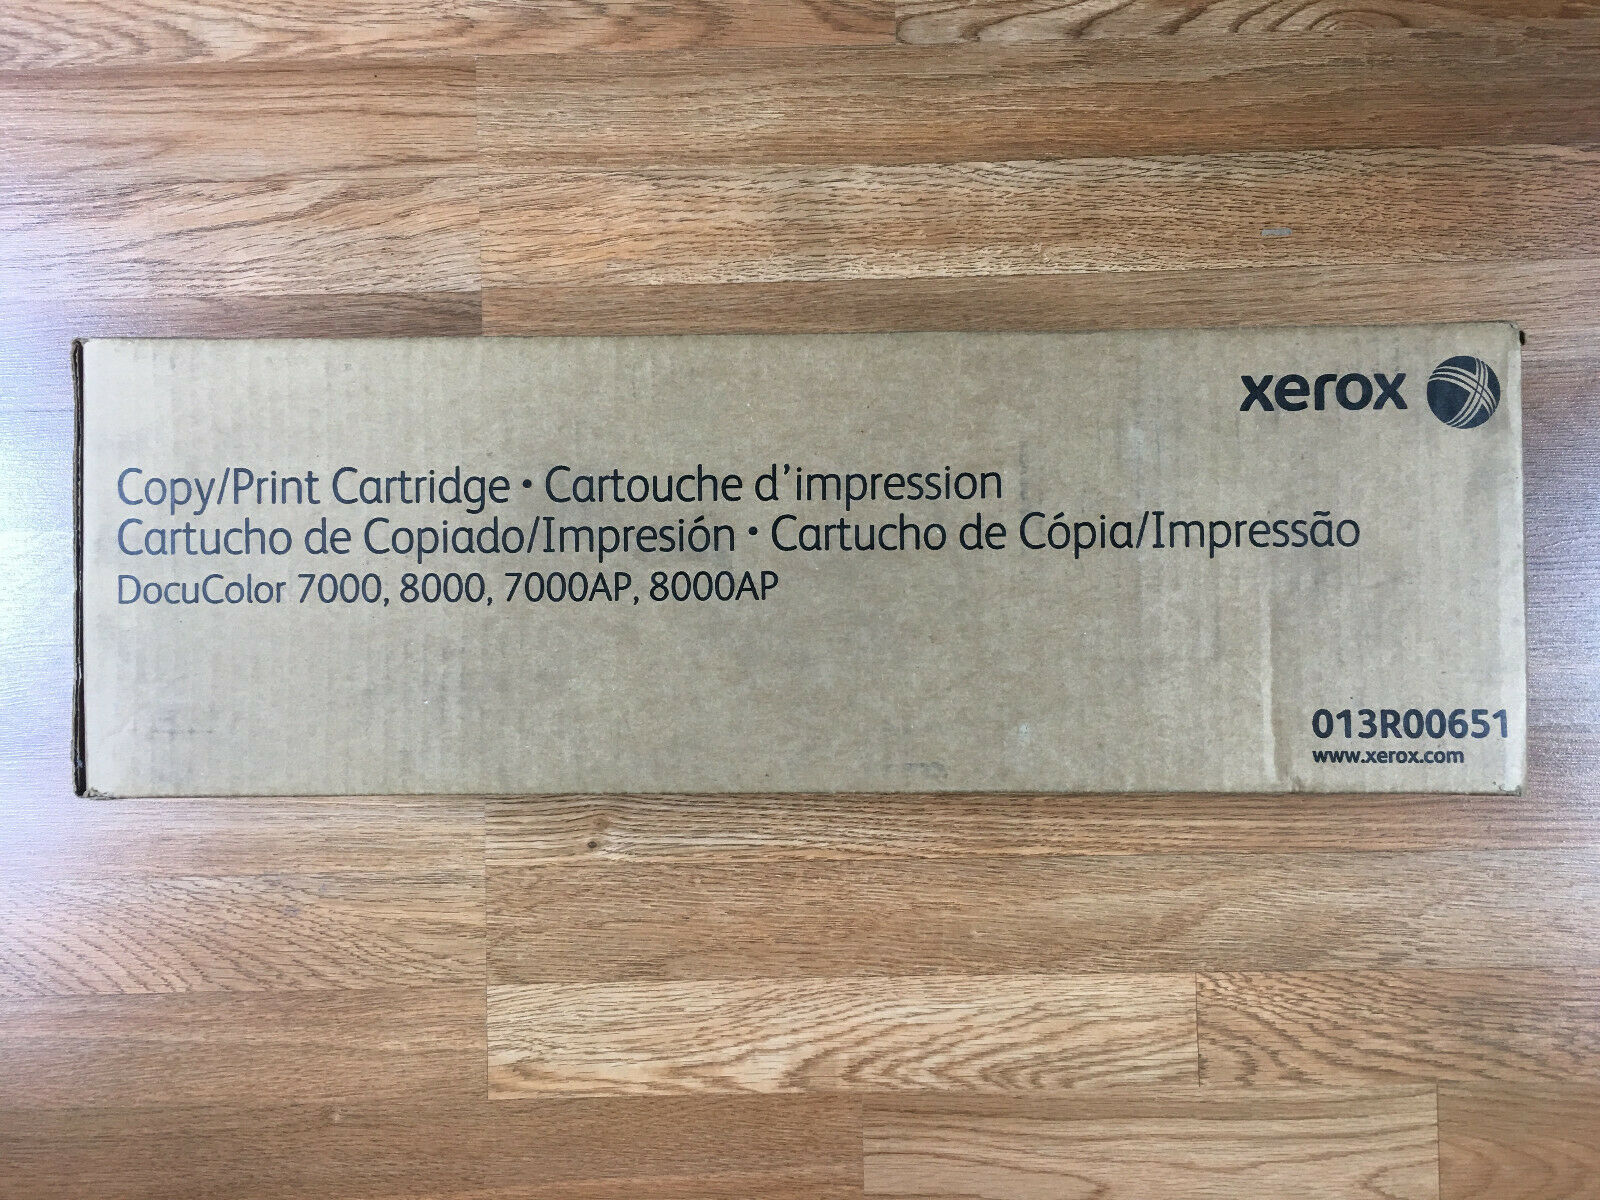 xerox
Copy/Print Cartridge • Cartouche d'impression
Cartucho de Copiado/Impresión • Cartucho de Cópia/Impressão
DocuColor 7000, 8000, 7000AP, 8000AP
013R00651
www.xerox.com